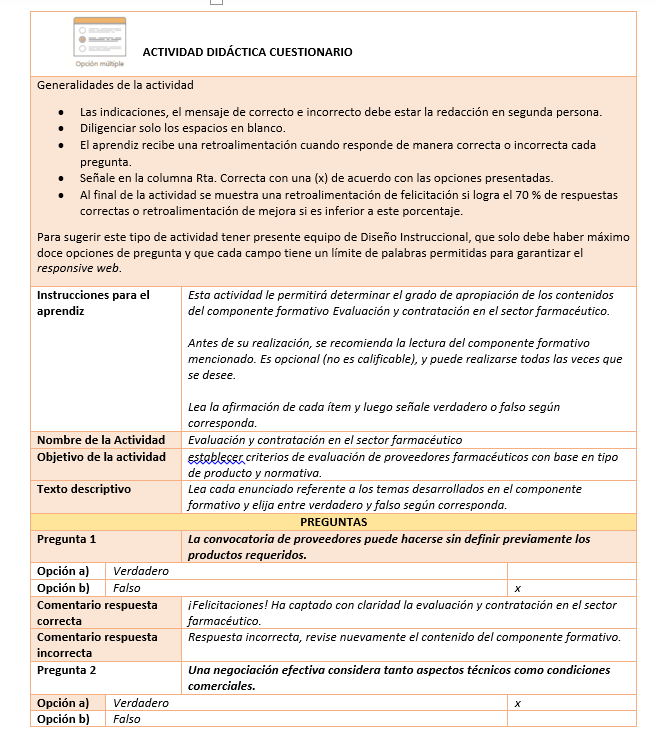 Opción múltiple
ACTIVIDAD DIDÁCTICA CUESTIONARIO
Generalidades de la actividad
• Las indicaciones, el mensaje de correcto e incorrecto debe estar la redacción en segunda persona.
• Diligenciar solo los espacios en blanco.
• El aprendiz recibe una retroalimentación cuando responde de manera correcta o incorrecta cada
pregunta.
• Señale en la columna Rta. Correcta con una (x) de acuerdo con las opciones presentadas.
• Al final de la actividad se muestra una retroalimentación de felicitación si logra el 70 % de respuestas
correctas o retroalimentación de mejora si es inferior a este porcentaje.
Para sugerir este tipo de actividad tener presente equipo de Diseño Instruccional, que solo debe haber máximo
doce opciones de pregunta y que cada campo tiene un límite de palabras permitidas para garantizar el
responsive web.
Instrucciones para el
aprendiz
Esta actividad le permitirá determinar el grado de apropiación de los contenidos
del componente formativo Evaluación y contratación en el sector farmacéutico.
Antes de su realización, se recomienda la lectura del componente formativo
mencionado. Es opcional (no es calificable), y puede realizarse todas las veces que
se desee.
Lea la afirmación de cada ítem y luego señale verdadero o falso según
corresponda.
Nombre de la Actividad
Evaluación y contratación en el sector farmacéutico
Objetivo de la actividad
establecer criterios de evaluación de proveedores farmacéuticos con base en tipo
de producto y normativa.
Texto descriptivo
Lea cada enunciado referente a los temas desarrollados en el componente
formativo y elija entre verdadero y falso según corresponda.
PREGUNTAS
Pregunta 1
La convocatoria de proveedores puede hacerse sin definir previamente los
productos requeridos.
Opción a) Verdadero
Opción b) Falso x
Comentario respuesta
correcta
¡Felicitaciones! Ha captado con claridad la evaluación y contratación en el sector
farmacéutico.
Comentario respuesta
incorrecta
Respuesta incorrecta, revise nuevamente el contenido del componente formativo.
Pregunta 2
Una negociación efectiva considera tanto aspectos técnicos como condiciones
comerciales.
Opción a) Verdadero x
Opción b) Falso